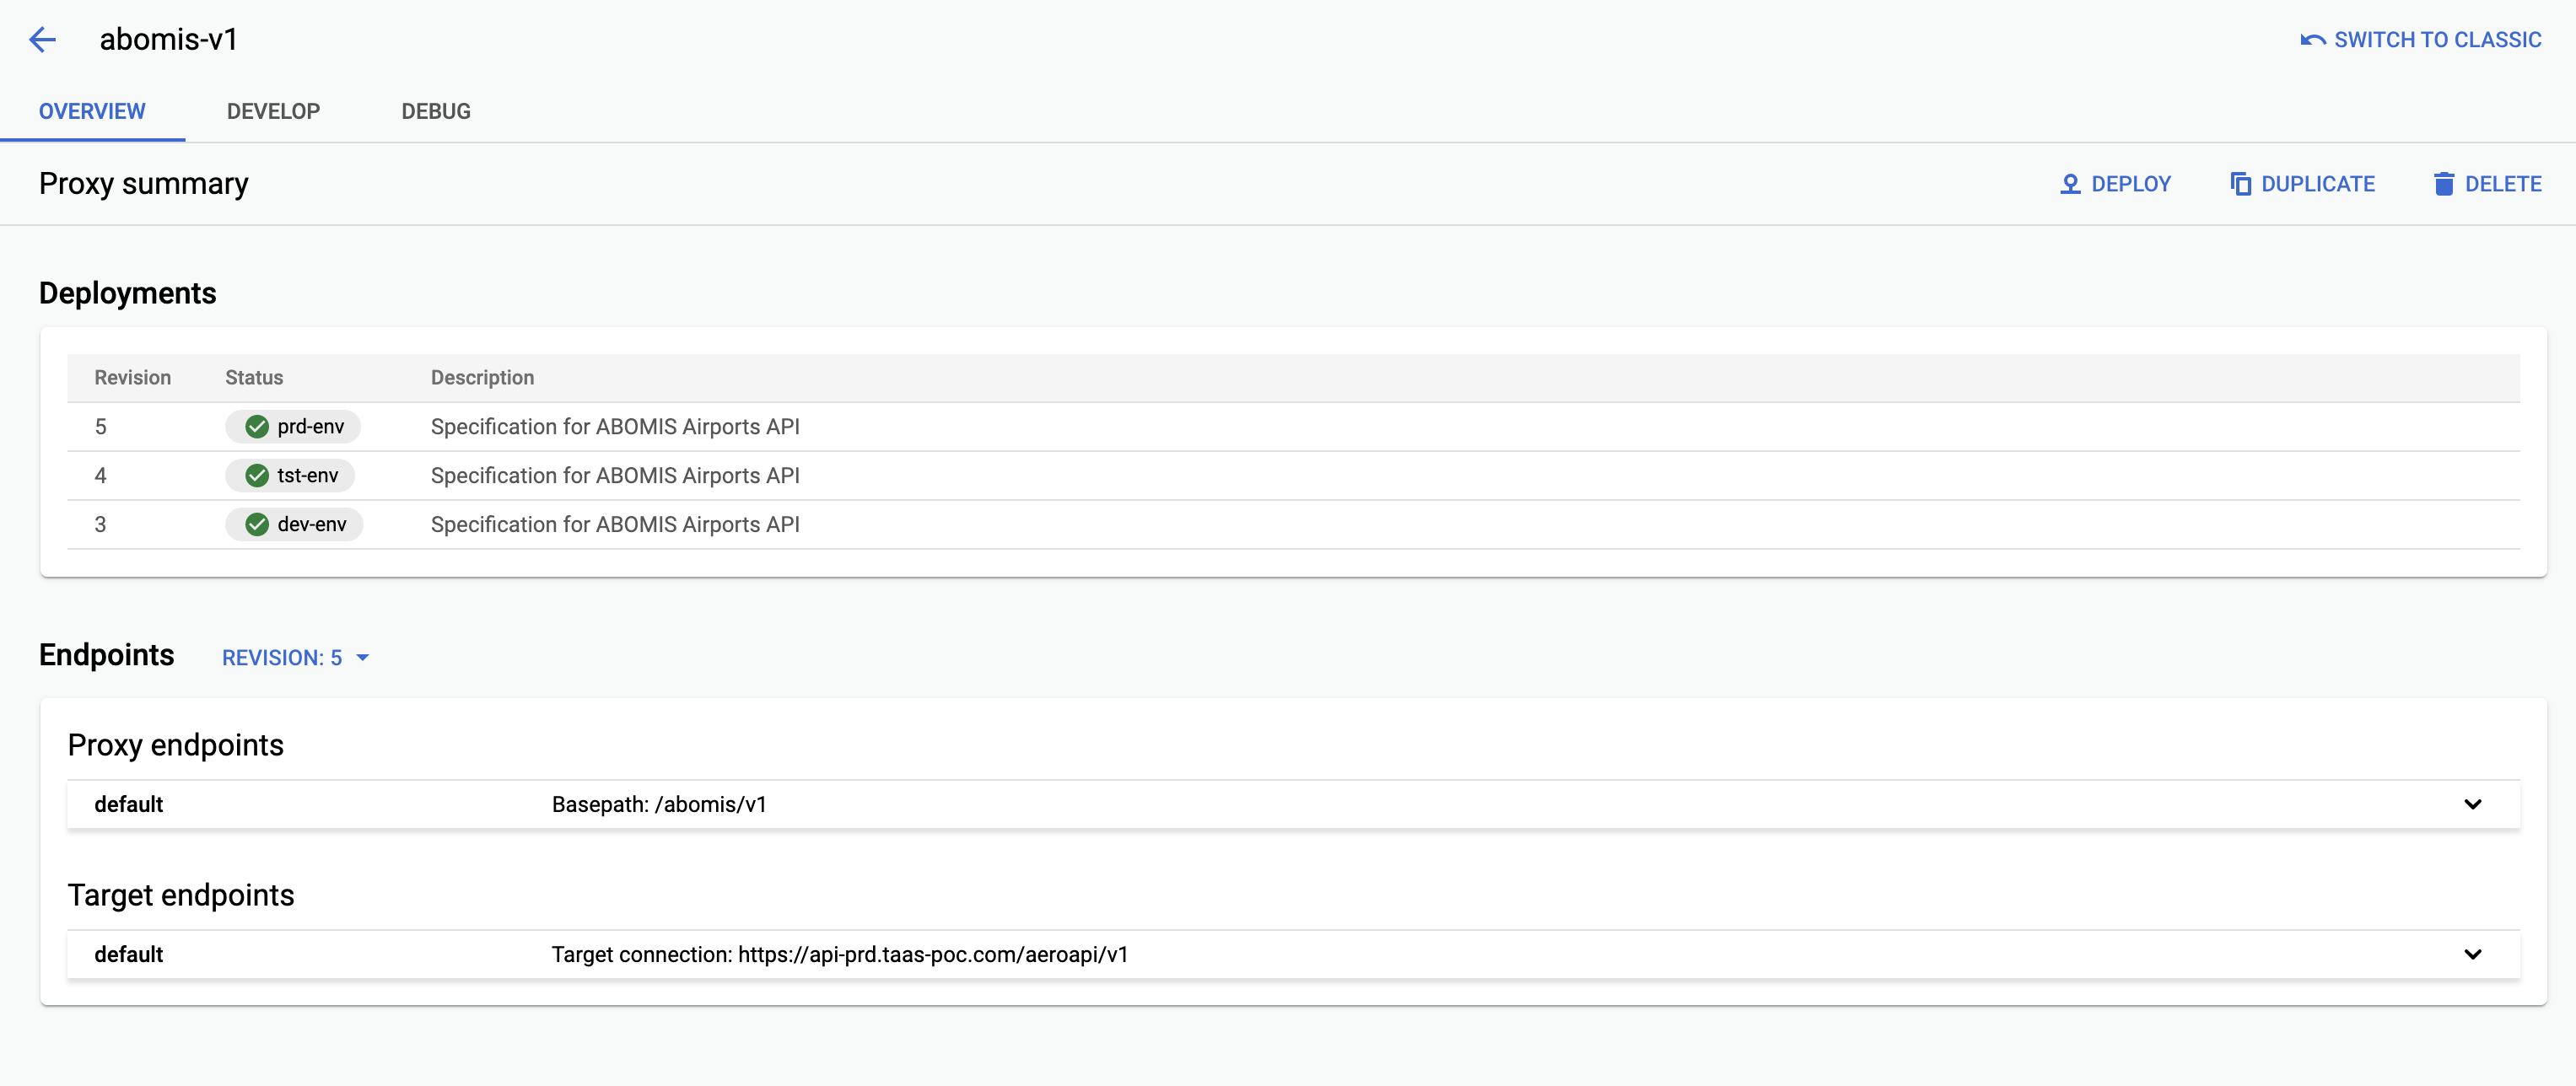 abomis-v1
SWITCH TO CLASSIC
OVERVIEW DEVELOP DEBUG
Proxy summary
DEPLOY DUPLICATE DELETE
Deployments
Revision Status Description
5 prd-env Specification for ABOMIS Airports API
4 tst-env Specification for ABOMIS Airports API
3 dev-env Specification for ABOMIS Airports API
Endpoints REVISION: 5
Proxy endpoints
default Basepath: /abomis/v1
Target endpoints
default Target connection: https://api-prd.taas-poc.com/aeroapi/v1